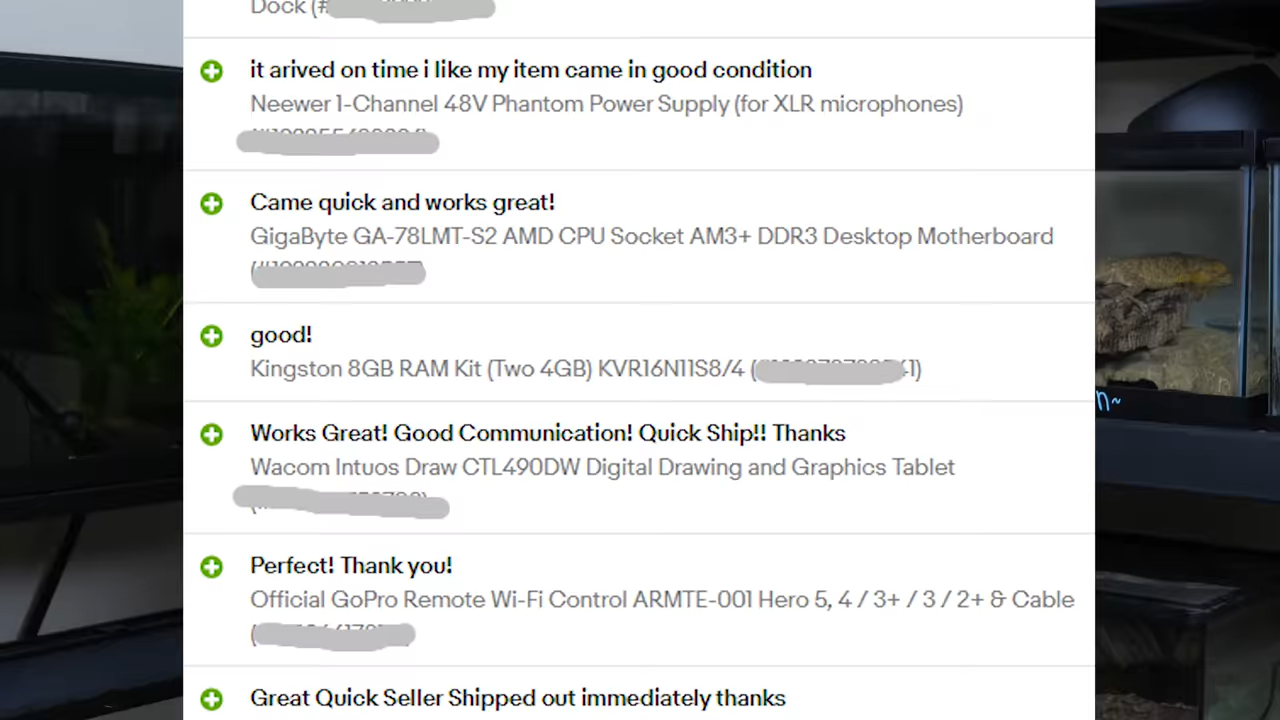 Dock (#
it arived on time i like my item came in good condition
Neewer 1-Channel 48V Phantom Power Supply (for XLR microphones)
Came quick and works great!
GigaByte GA-78LMT-S2 AMD CPU Socket AM3+ DDR3 Desktop Motherboard
good!
Kingston 8GB RAM Kit (Two 4GB) KVR16N11S8/4 ( 1)
Works Great! Good Communication! Quick Ship!! Thanks
Wacom Intuos Draw CTL490DW Digital Drawing and Graphics Tablet
Perfect! Thank you!
Official GoPro Remote Wi-Fi Control ARMTE-001 Hero 5, 4 / 3+ / 3 / 2+ & Cable
Great Quick Seller Shipped out immediately thanks